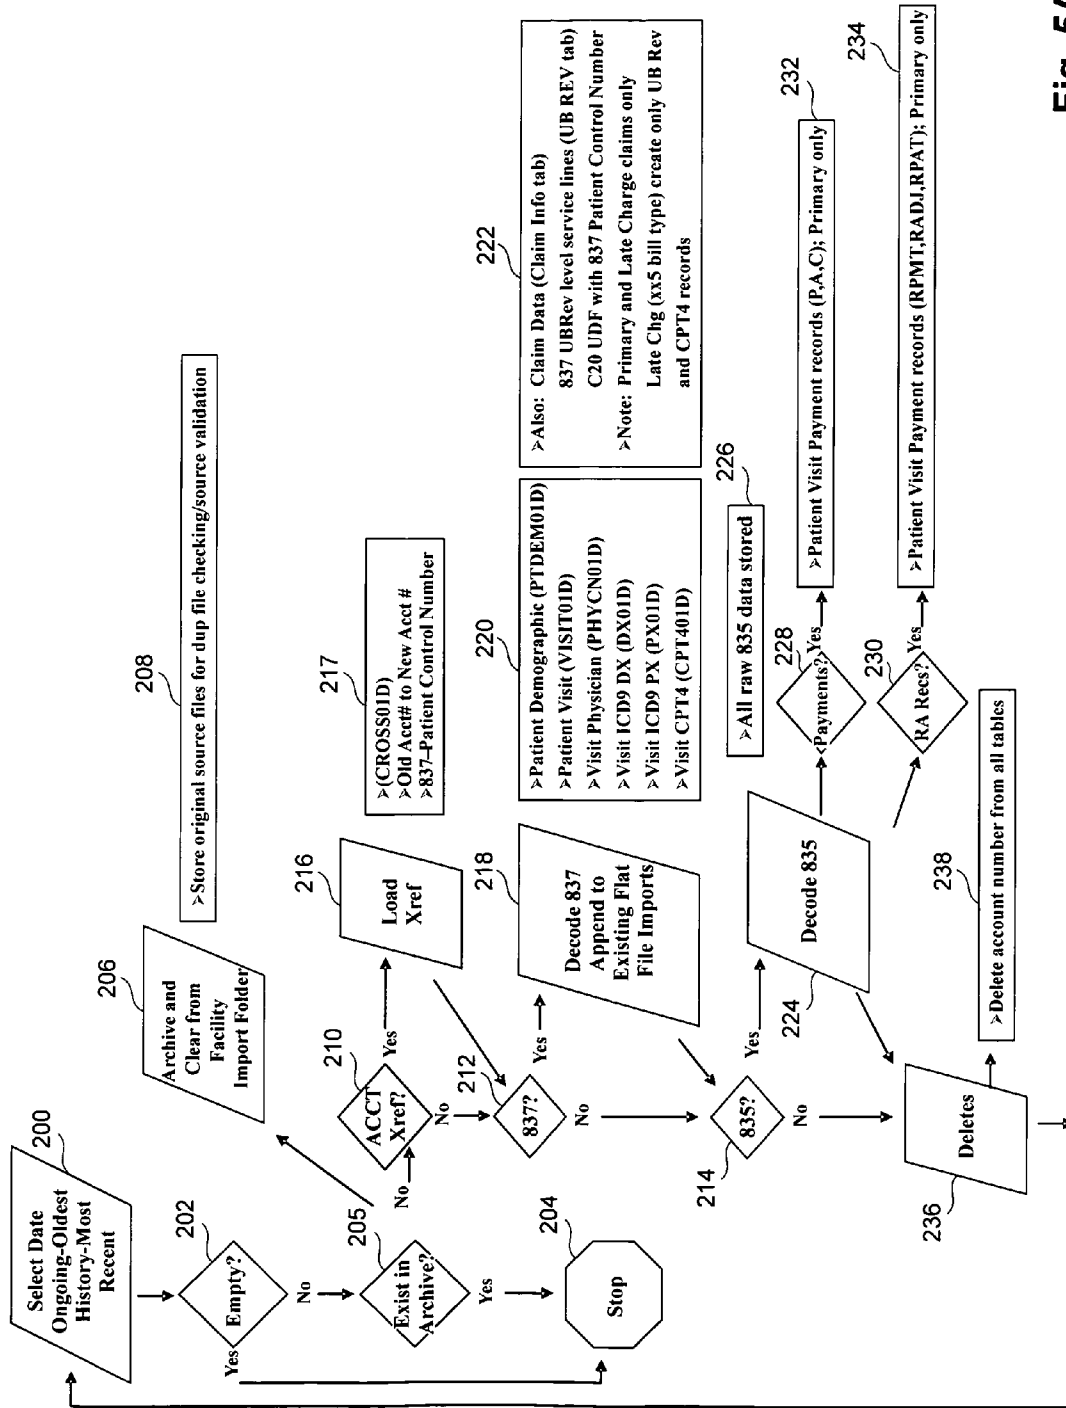 200
Select Date
Ongoing-Oldest
History-Most
Recent
202
Empty?
Yes
No
205
Exist in
Archive?
Yes
No
204
Stop
206
Archive and
Clear from
Facility
Import Folder
208
➢Store original source files for dup file checking/source validation
210
ACCT
Xref?
Yes
No
216
Load
Xref
217
➢(CROSS01D)
➢Old Acct# to New Acct #
➢837–Patient Control Number
212
837?
Yes
No
218
Decode 837
Append to
Existing Flat
File Imports
220
➢Patient Demographic (PTDEM01D)
➢Patient Visit (VISIT01D)
➢Visit Physician (PHYCN01D)
➢Visit ICD9 DX (DX01D)
➢Visit ICD9 PX (PX01D)
➢Visit CPT4 (CPT401D)
222
➢Also: Claim Data (Claim Info tab)
837 UBRev level service lines (UB REV tab)
C20 UDF with 837 Patient Control Number
➢Note: Primary and Late Charge claims only
Late Chg (xx5 bill type) create only UB Rev
and CPT4 records
214
835?
Yes
No
224
Decode 835
226
➢All raw 835 data stored
228
<Payments?
Yes
232
➢Patient Visit Payment records (P,A,C); Primary only
230
RA Recs?
Yes
234
➢Patient Visit Payment records (RPMT,RADJ,RPAT); Primary only
236
Deletes
238
➢Delete account number from all tables